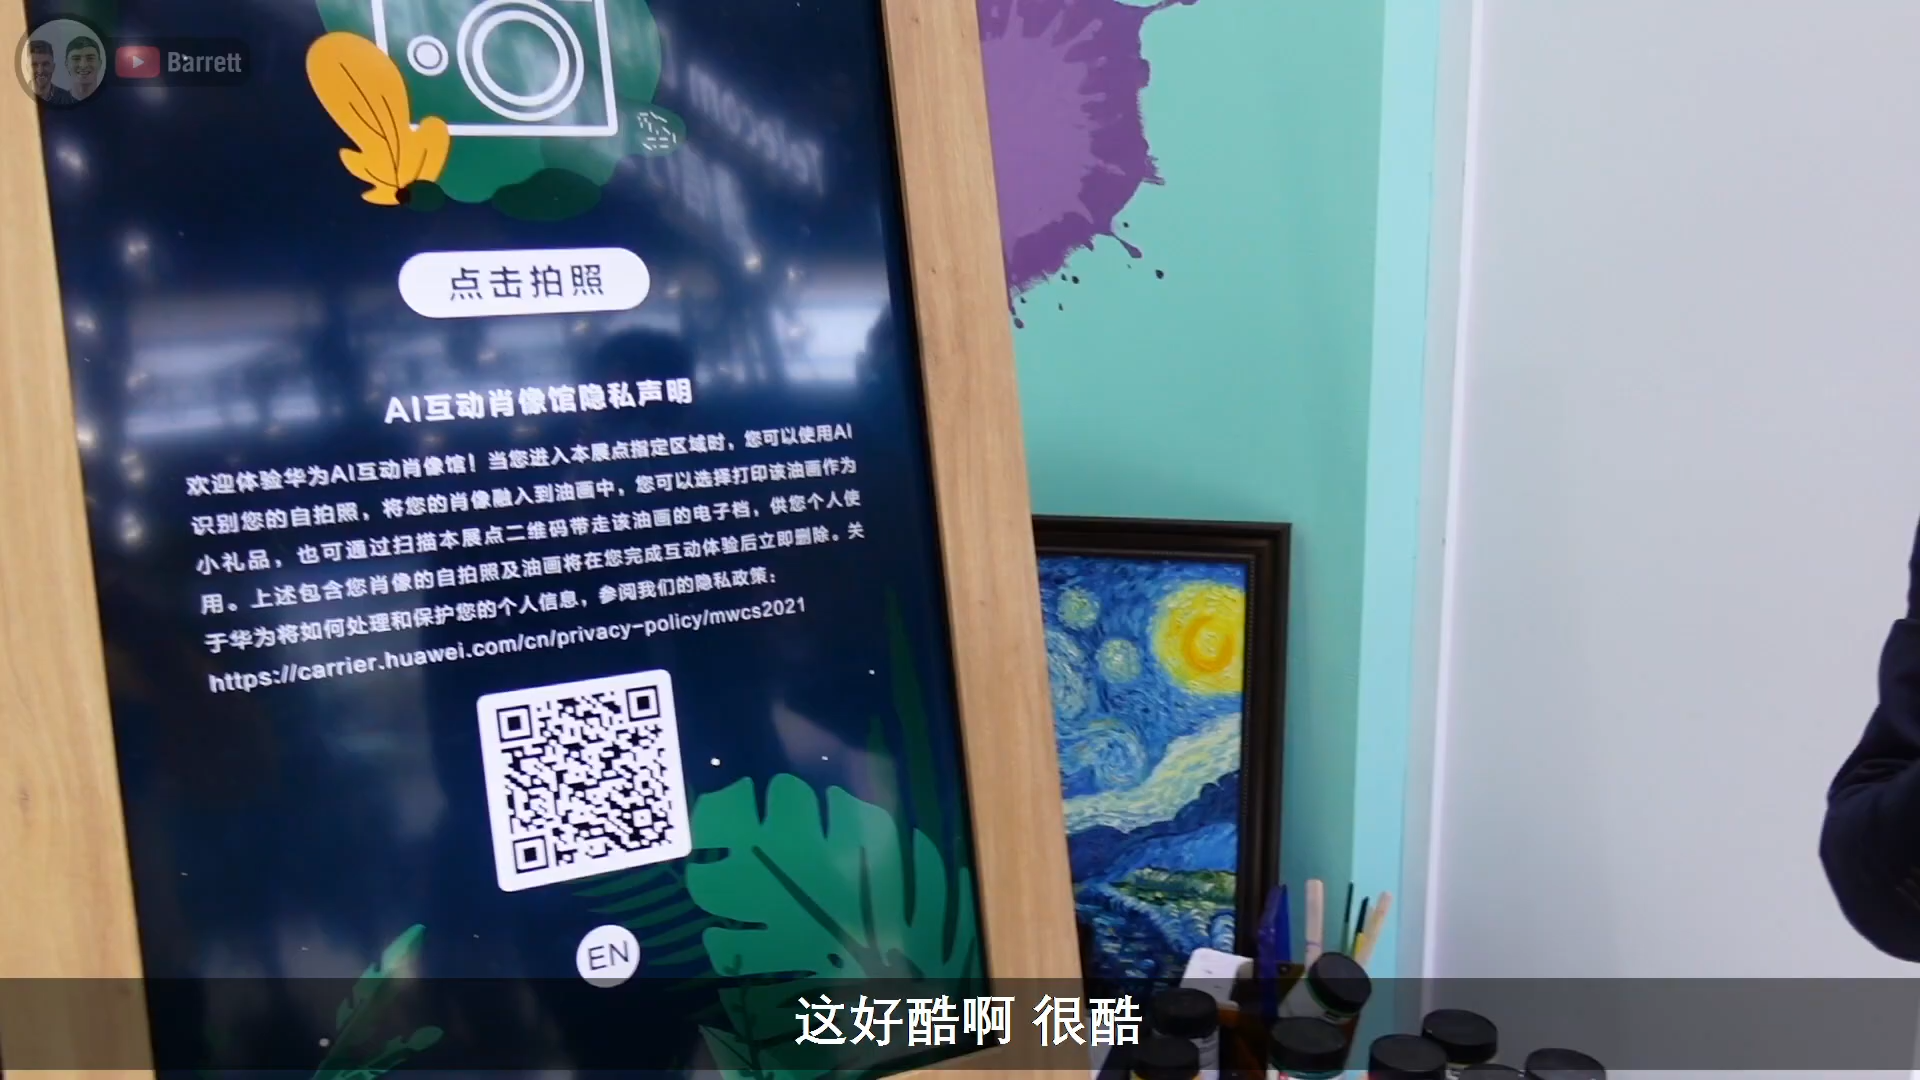 Barrett
Telecom
点击拍照
AI互动肖像馆隐私声明
欢迎体验华为AI互动肖像馆！当您进入本展点指定区域时，您可以使用AI
识别您的自拍照，将您的肖像融入到油画中，您可以选择打印该油画作为
小礼品，也可通过扫描本展点二维码带走该油画的电子档，供您个人使
用。上述包含您肖像的自拍照及油画将在您完成互动体验后立即删除。关
于华为将如何处理和保护您的个人信息，参阅我们的隐私政策：
https://carrier.huawei.com/cn/privacy-policy/mwcs2021
EN
这好酷啊 很酷